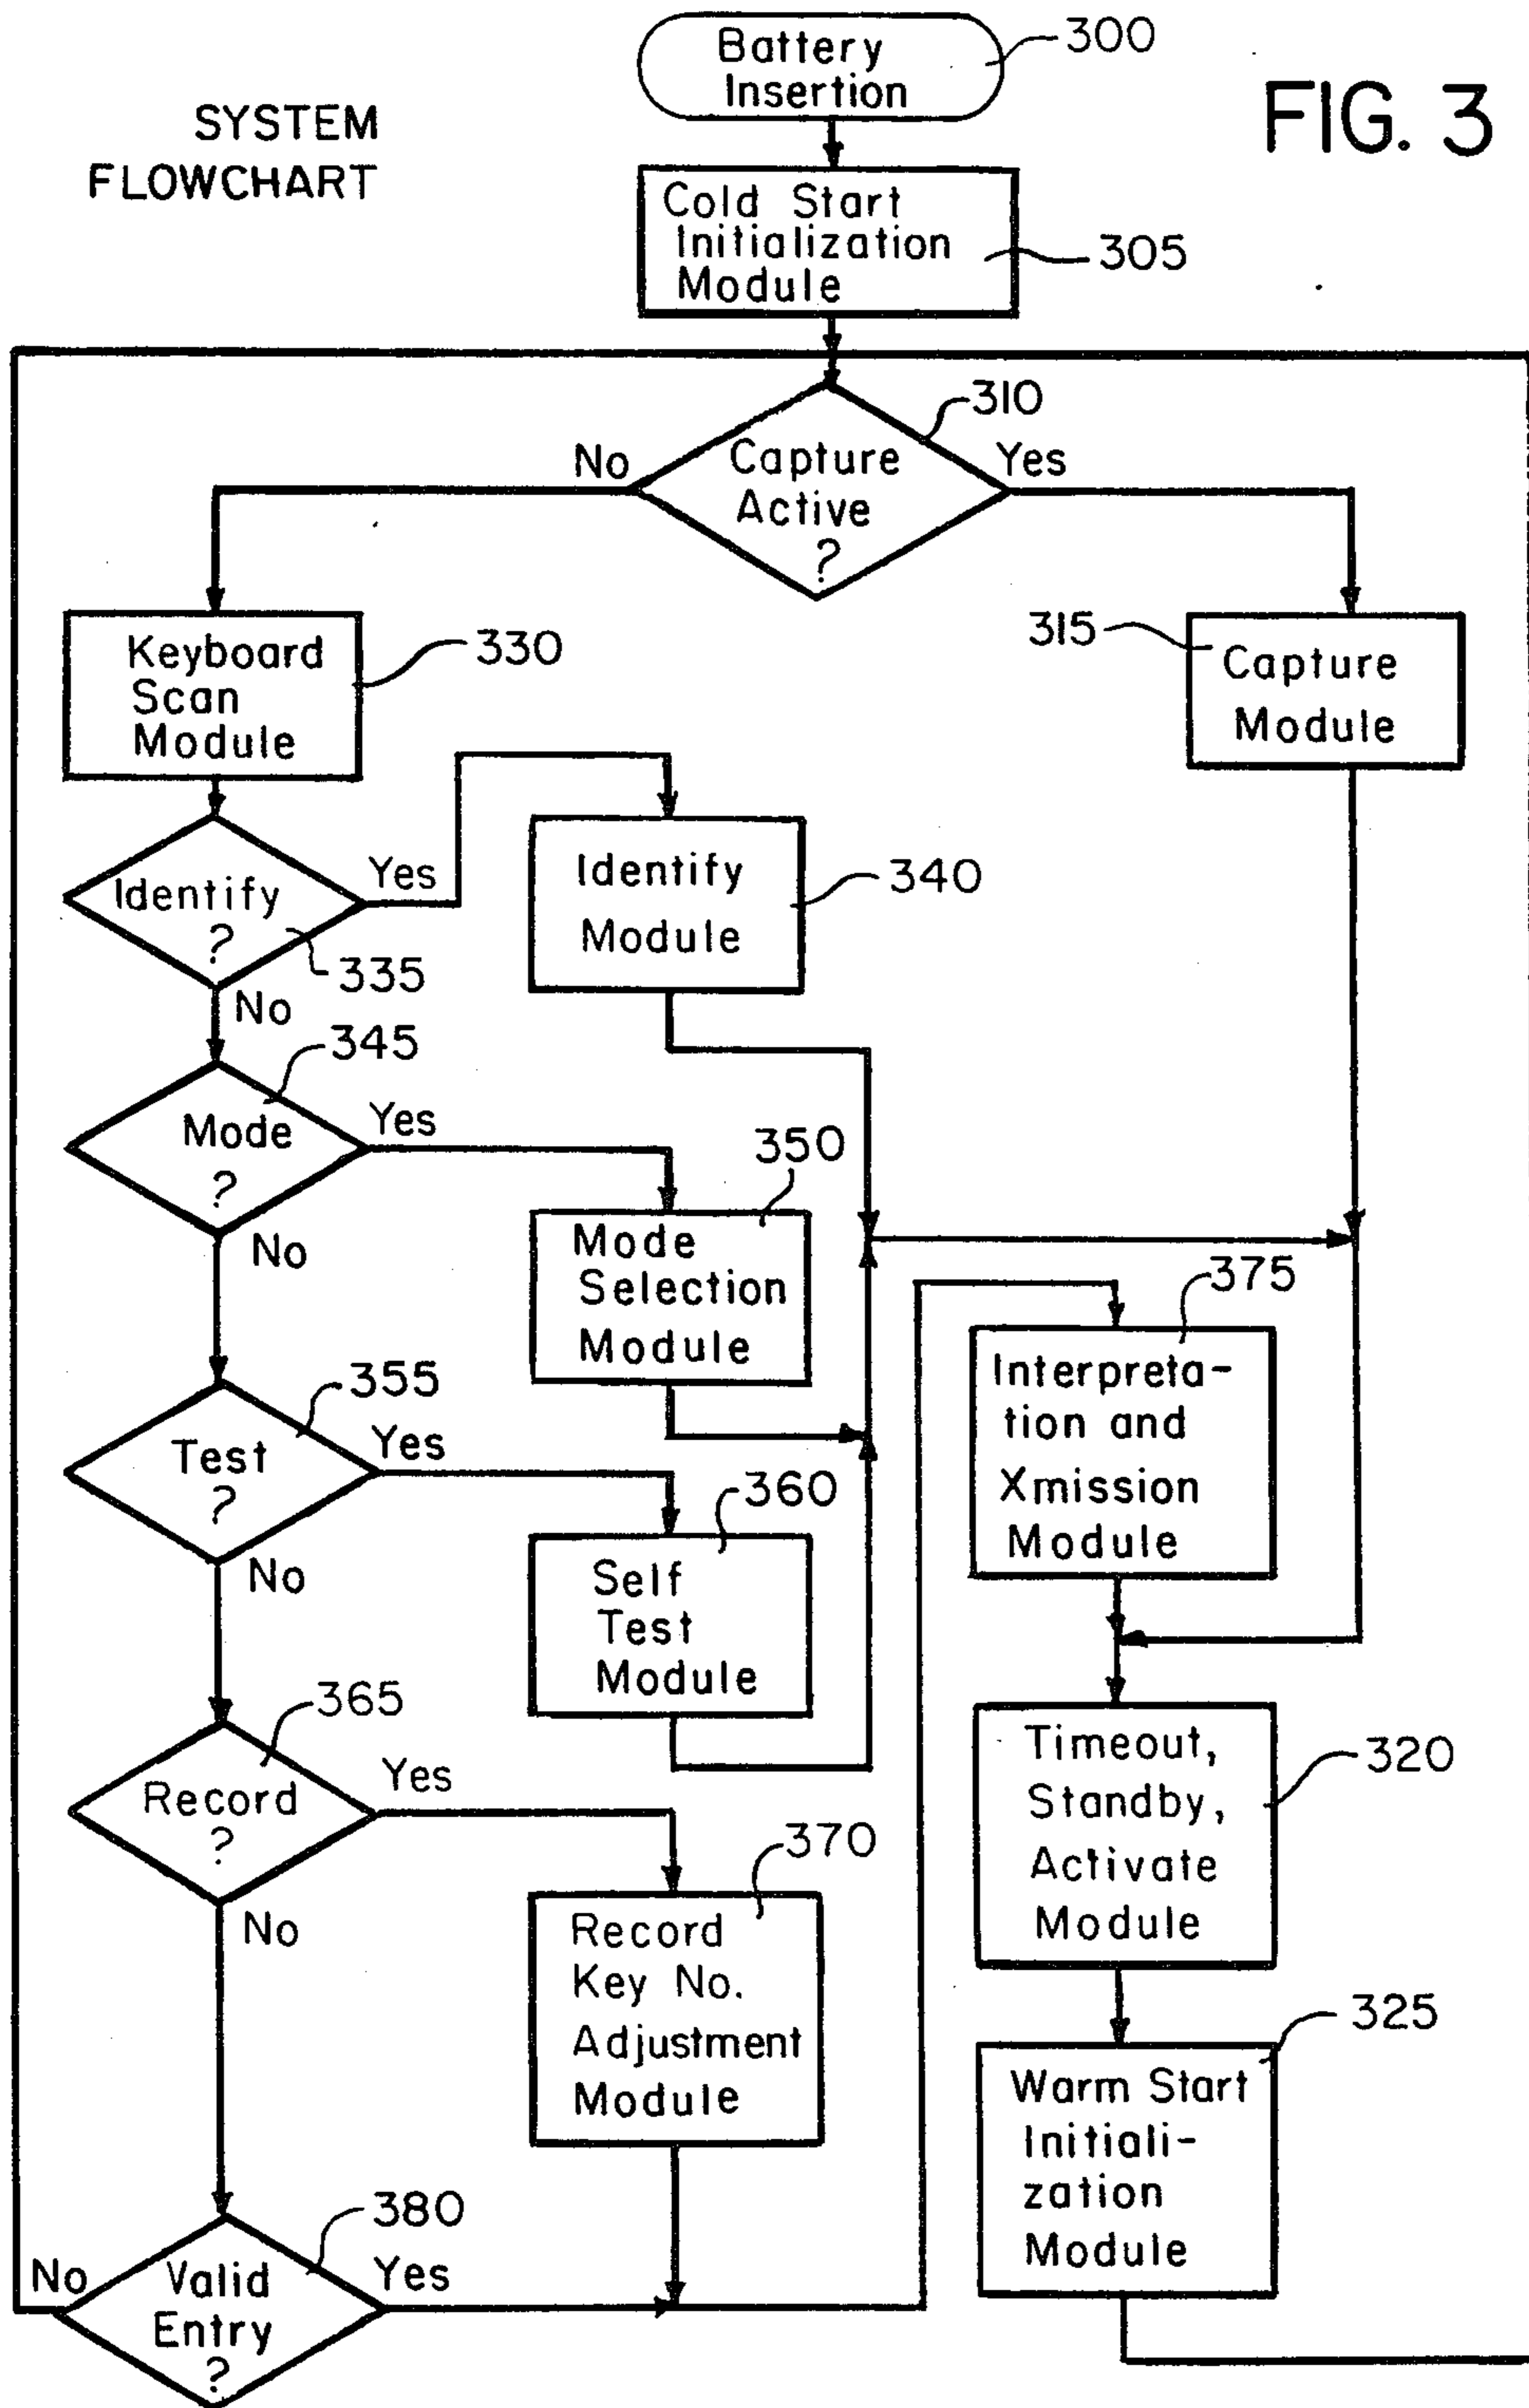 SYSTEM
FLOWCHART
FIG. 3
Battery
Insertion
300
Cold Start
Initialization
Module
305
310
Capture
Active
?
No
Yes
Keyboard
Scan
Module
330
315
Capture
Module
Identify
?
335
Yes
No
Identify
Module
340
345
Mode
?
Yes
No
350
Mode
Selection
Module
355
Test
?
Yes
No
360
Self
Test
Module
365
Record
?
Yes
No
370
Record
Key No.
Adjustment
Module
380
Valid
Entry
?
No
Yes
375
Interpreta-
tion and
Xmission
Module
Timeout,
Standby,
Activate
Module
320
325
Warm Start
Initiali-
zation
Module